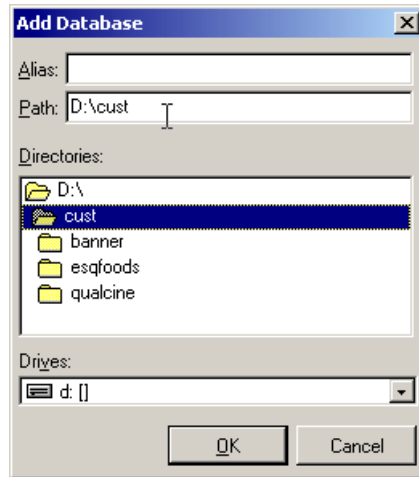 Add Database
Alias:
Path: D:\cust
Directories:
D:\
cust
banner
esqfoods
qualcine
Drives:
d: []
OK Cancel